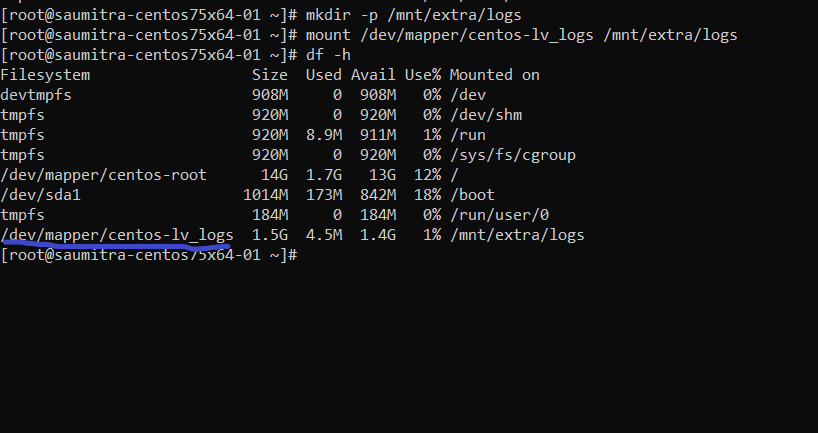 [root@saumitra-centos75x64-01 ~]# mkdir -p /mnt/extra/logs
[root@saumitra-centos75x64-01 ~]# mount /dev/mapper/centos-lv_logs /mnt/extra/logs
[root@saumitra-centos75x64-01 ~]# df -h
Filesystem                  Size  Used Avail Use% Mounted on
devtmpfs                    908M     0  908M   0% /dev
tmpfs                       920M     0  920M   0% /dev/shm
tmpfs                       920M  8.9M  911M   1% /run
tmpfs                       920M     0  920M   0% /sys/fs/cgroup
/dev/mapper/centos-root      14G  1.7G   13G  12% /
/dev/sda1                  1014M  173M  842M  18% /boot
tmpfs                       184M     0  184M   0% /run/user/0
/dev/mapper/centos-lv_logs  1.5G  4.5M  1.4G   1% /mnt/extra/logs
[root@saumitra-centos75x64-01 ~]#